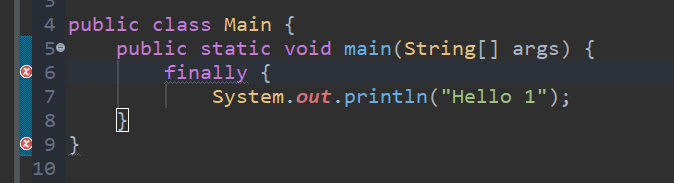 4 public class Main {
5 public static void main(String[] args) {
6 finally {
7 System.out.println("Hello 1");
8 }
9 }
10